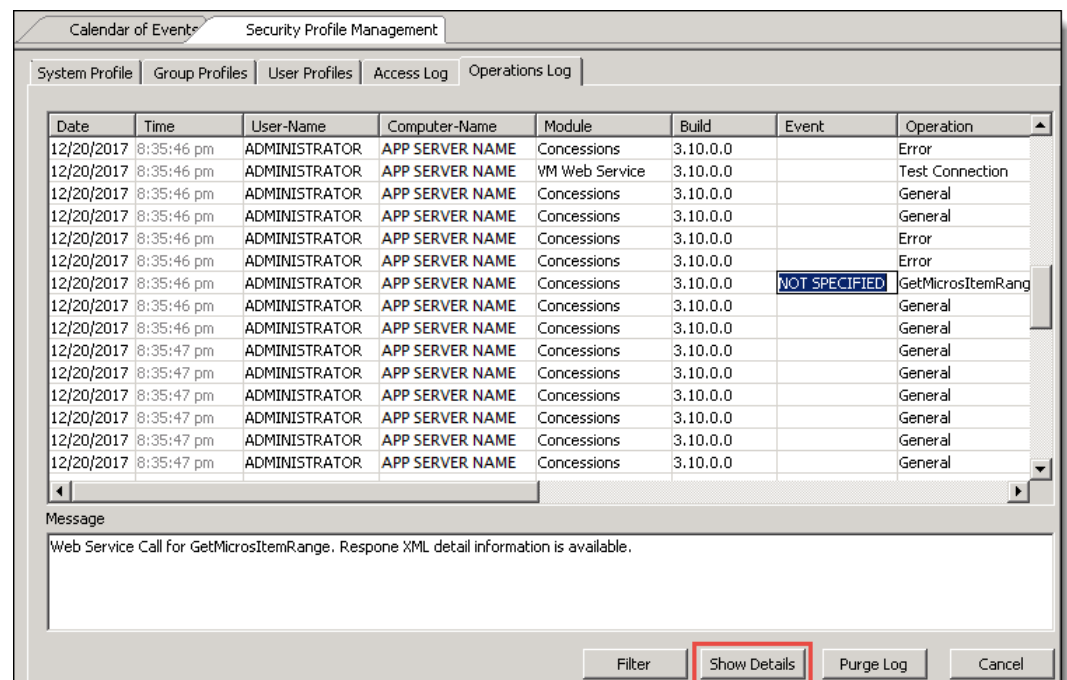 Calendar of Events Security Profile Management
System Profile Group Profiles User Profiles Access Log Operations Log
Date Time User-Name Computer-Name Module Build Event Operation
12/20/2017 8:35:46 pm ADMINISTRATOR APP SERVER NAME Concessions 3.10.0.0 Error
12/20/2017 8:35:46 pm ADMINISTRATOR APP SERVER NAME VM Web Service 3.10.0.0 Test Connection
12/20/2017 8:35:46 pm ADMINISTRATOR APP SERVER NAME Concessions 3.10.0.0 General
12/20/2017 8:35:46 pm ADMINISTRATOR APP SERVER NAME Concessions 3.10.0.0 General
12/20/2017 8:35:46 pm ADMINISTRATOR APP SERVER NAME Concessions 3.10.0.0 Error
12/20/2017 8:35:46 pm ADMINISTRATOR APP SERVER NAME Concessions 3.10.0.0 Error
12/20/2017 8:35:46 pm ADMINISTRATOR APP SERVER NAME Concessions 3.10.0.0 NOT SPECIFIED GetMicrosItemRang
12/20/2017 8:35:46 pm ADMINISTRATOR APP SERVER NAME Concessions 3.10.0.0 General
12/20/2017 8:35:46 pm ADMINISTRATOR APP SERVER NAME Concessions 3.10.0.0 General
12/20/2017 8:35:47 pm ADMINISTRATOR APP SERVER NAME Concessions 3.10.0.0 General
12/20/2017 8:35:47 pm ADMINISTRATOR APP SERVER NAME Concessions 3.10.0.0 General
12/20/2017 8:35:47 pm ADMINISTRATOR APP SERVER NAME Concessions 3.10.0.0 General
12/20/2017 8:35:47 pm ADMINISTRATOR APP SERVER NAME Concessions 3.10.0.0 General
12/20/2017 8:35:47 pm ADMINISTRATOR APP SERVER NAME Concessions 3.10.0.0 General
12/20/2017 8:35:47 pm ADMINISTRATOR APP SERVER NAME Concessions 3.10.0.0 General
Message
Web Service Call for GetMicrosItemRange. Respone XML detail information is available.
Filter Show Details Purge Log Cancel